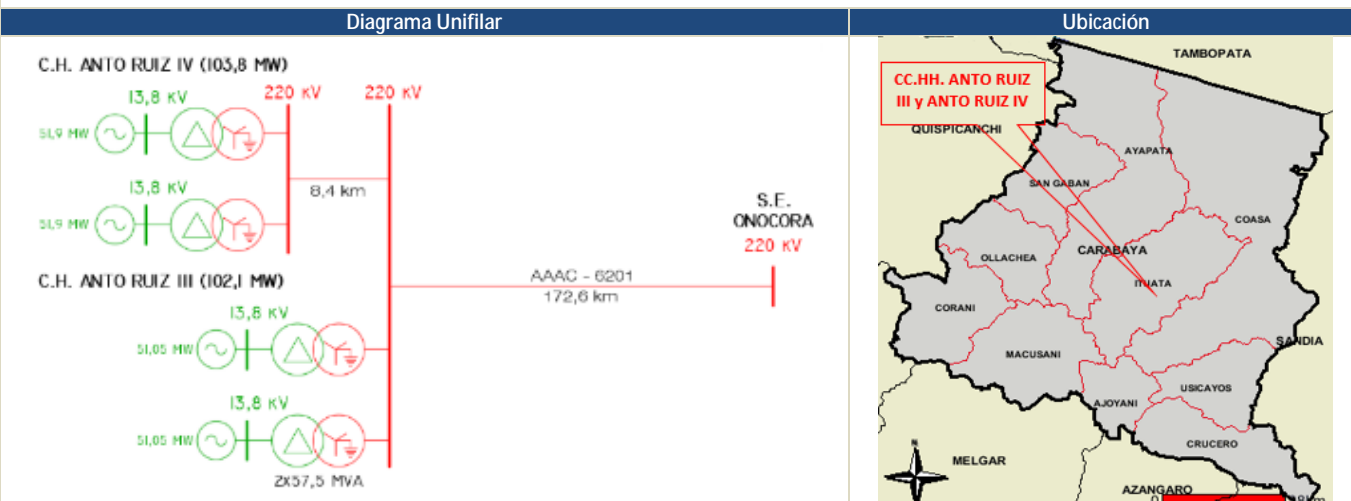 Diagrama Unifilar
C.H. ANTO RUIZ IV (103,8 MW)
13,8 KV
220 KV
220 KV
51,9 MW
8,4 km
13,8 KV
51,9 MW
S.E.
ONOCORA
220 KV
C.H. ANTO RUIZ III (102,1 MW)
AAAC - 6201
172,6 km
13,8 KV
51,05 MW
13,8 KV
51,05 MW
2X57,5 MVA
Ubicación
TAMBOPATA
CC.HH. ANTO RUIZ
III y ANTO RUIZ IV
QUISPICANCHI
AYAPATA
SAN GABAN
COASA
CARABAYA
OLLACHEA
ITUATA
CORANI
SANDIA
MACUSANI
USICAYOS
AJOYANI
CRUCERO
N
MELGAR
AZANGARO
0